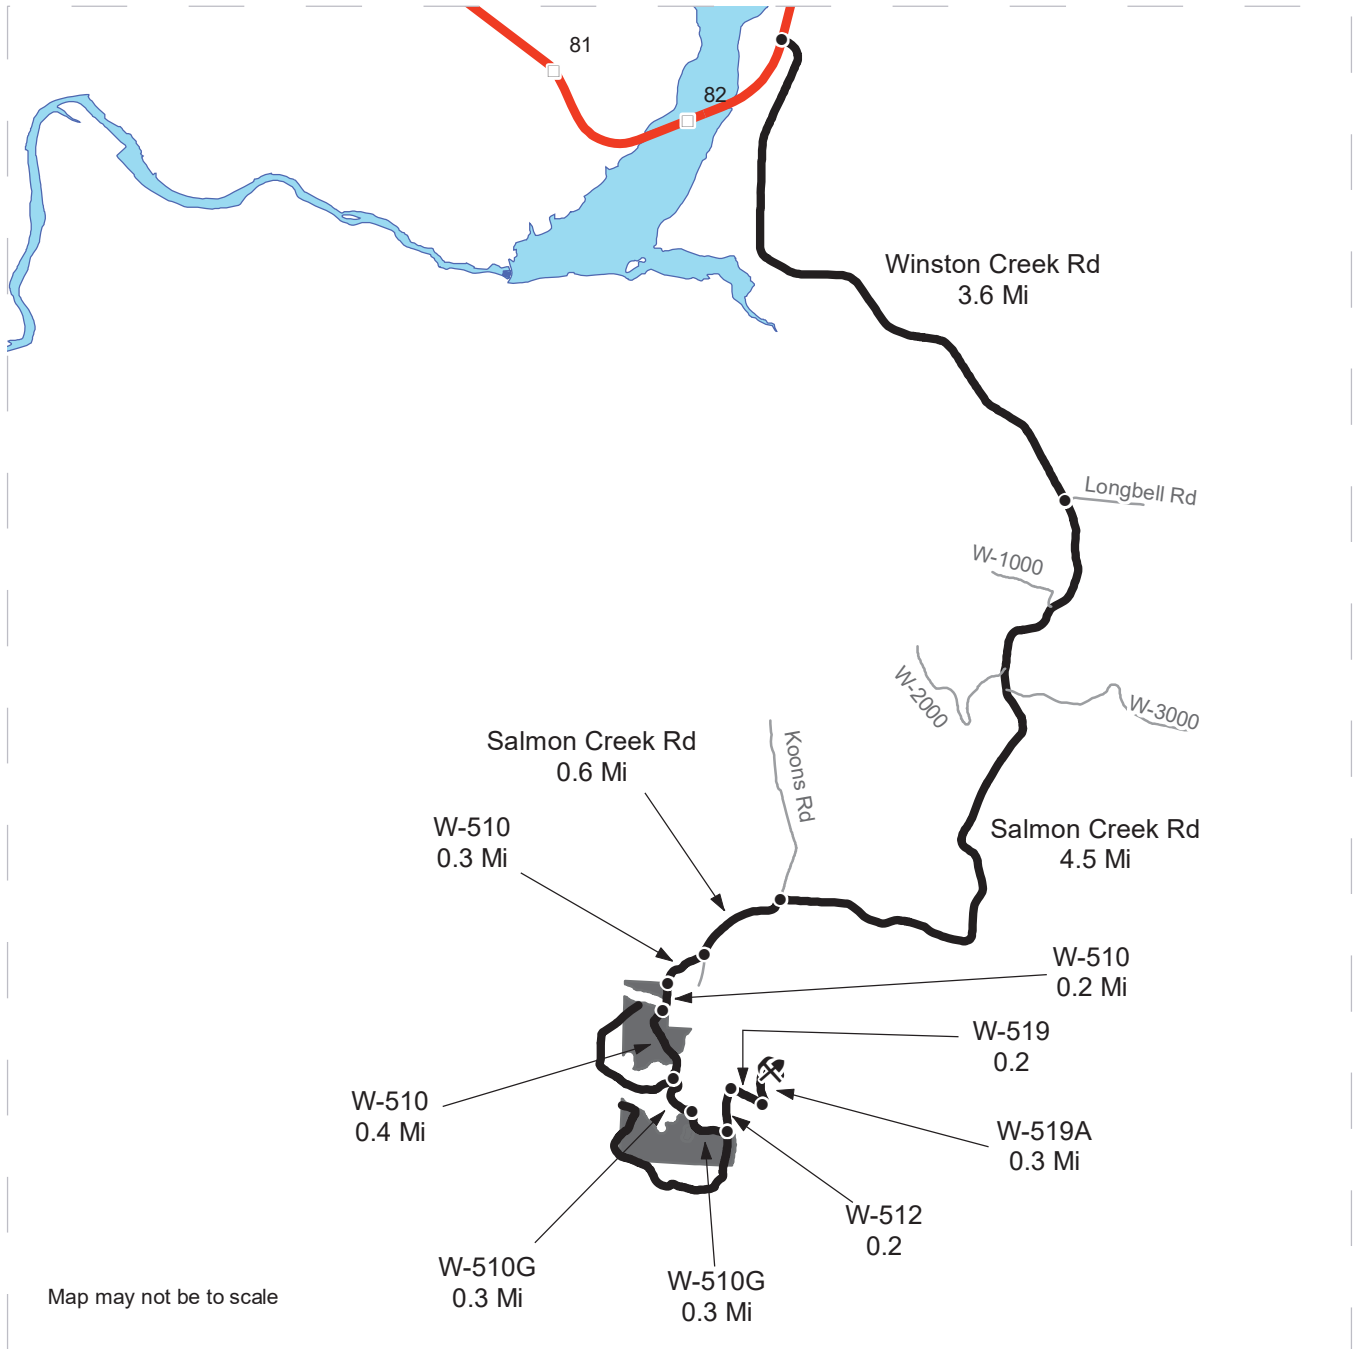 81
82
Winston Creek Rd
3.6 Mi
Longbell Rd
W-1000
W-2000
W-3000
Salmon Creek Rd
0.6 Mi
Koons Rd
W-510
0.3 Mi
Salmon Creek Rd
4.5 Mi
W-510
0.2 Mi
W-519
0.2
W-510
0.4 Mi
W-519A
0.3 Mi
W-512
0.2
W-510G
0.3 Mi
W-510G
0.3 Mi
Map may not be to scale